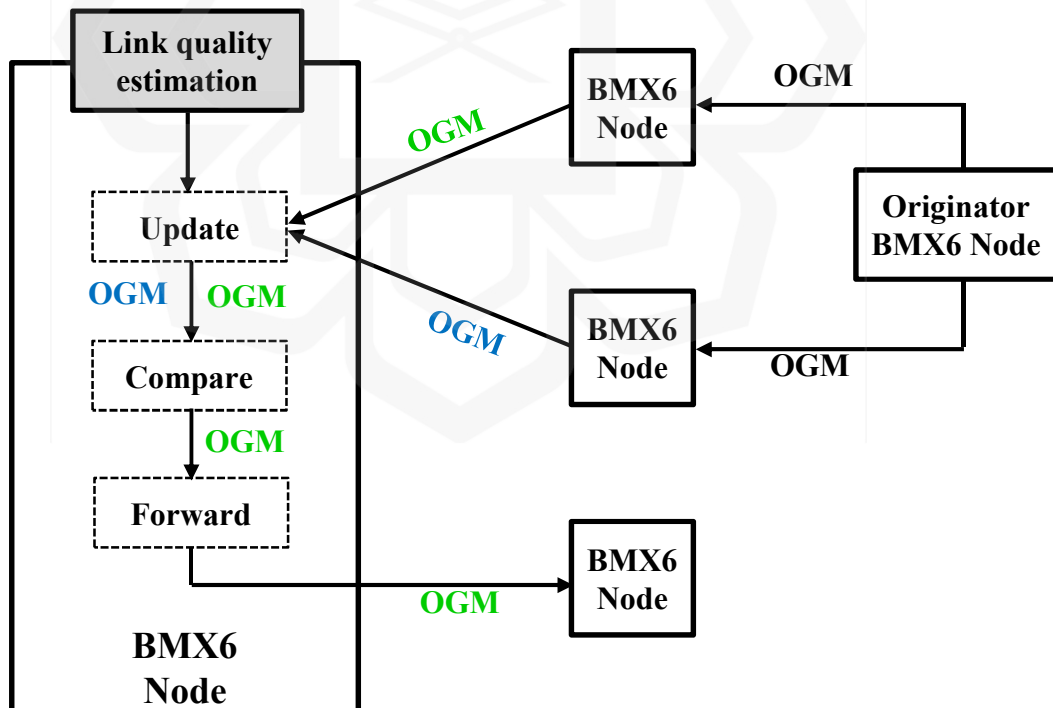 Link quality
estimation
BMX6
Node
OGM
OGM
Originator
BMX6 Node
Update
OGM
OGM
OGM
BMX6
Node
OGM
Compare
OGM
Forward
BMX6
Node
OGM
BMX6
Node